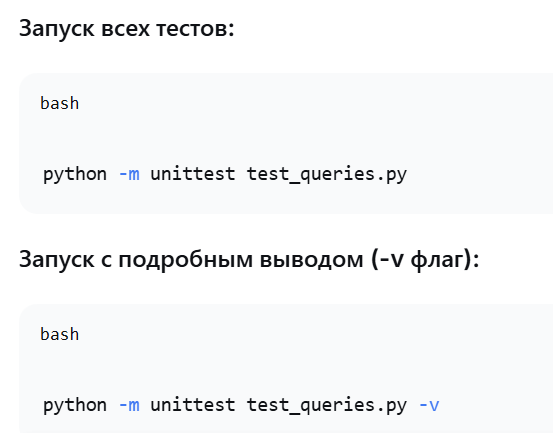 Запуск всех тестов:
bash
python -m unittest test_queries.py
Запуск с подробным выводом (-v флаг):
bash
python -m unittest test_queries.py -v